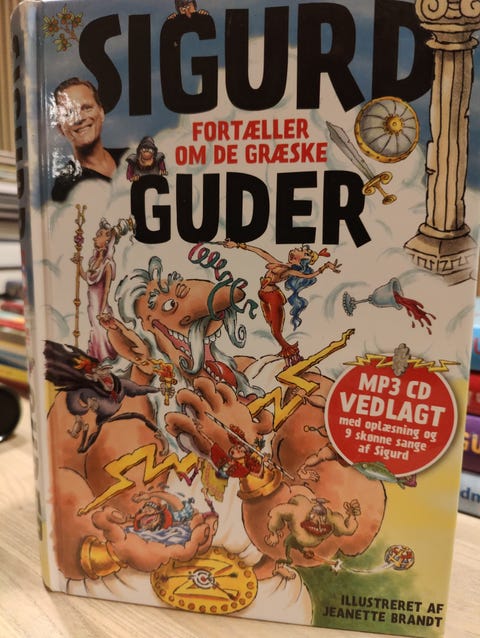 SIGURD
FORTÆLLER
OM DE GRÆSKE
GUDER
MP3 CD
VEDLAGT
med oplæsning og
9 skønne sange
af Sigurd
ILLUSTRERET AF
JEANETTE BRANDT